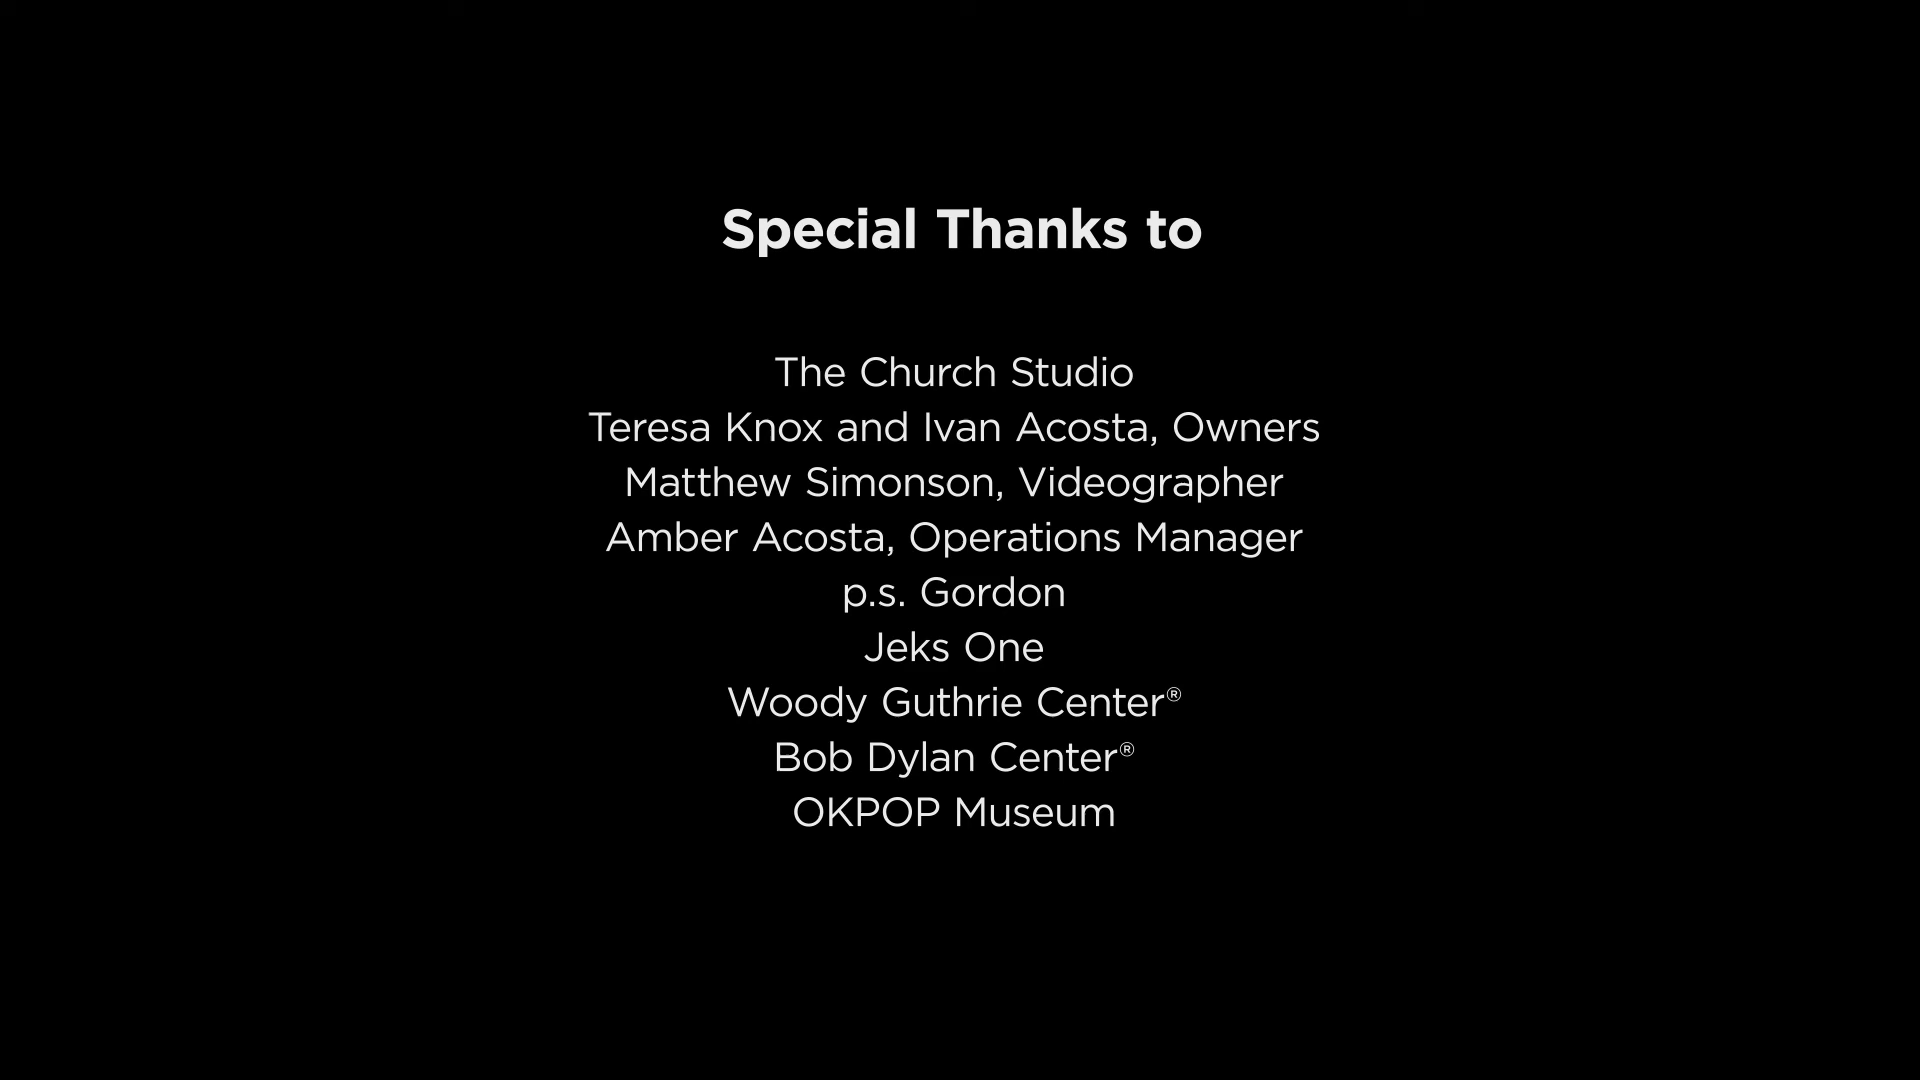 Special Thanks to
The Church Studio
Teresa Knox and Ivan Acosta, Owners
Matthew Simonson, Videographer
Amber Acosta, Operations Manager
p.s. Gordon
Jeks One
Woody Guthrie Center®
Bob Dylan Center®
OKPOP Museum